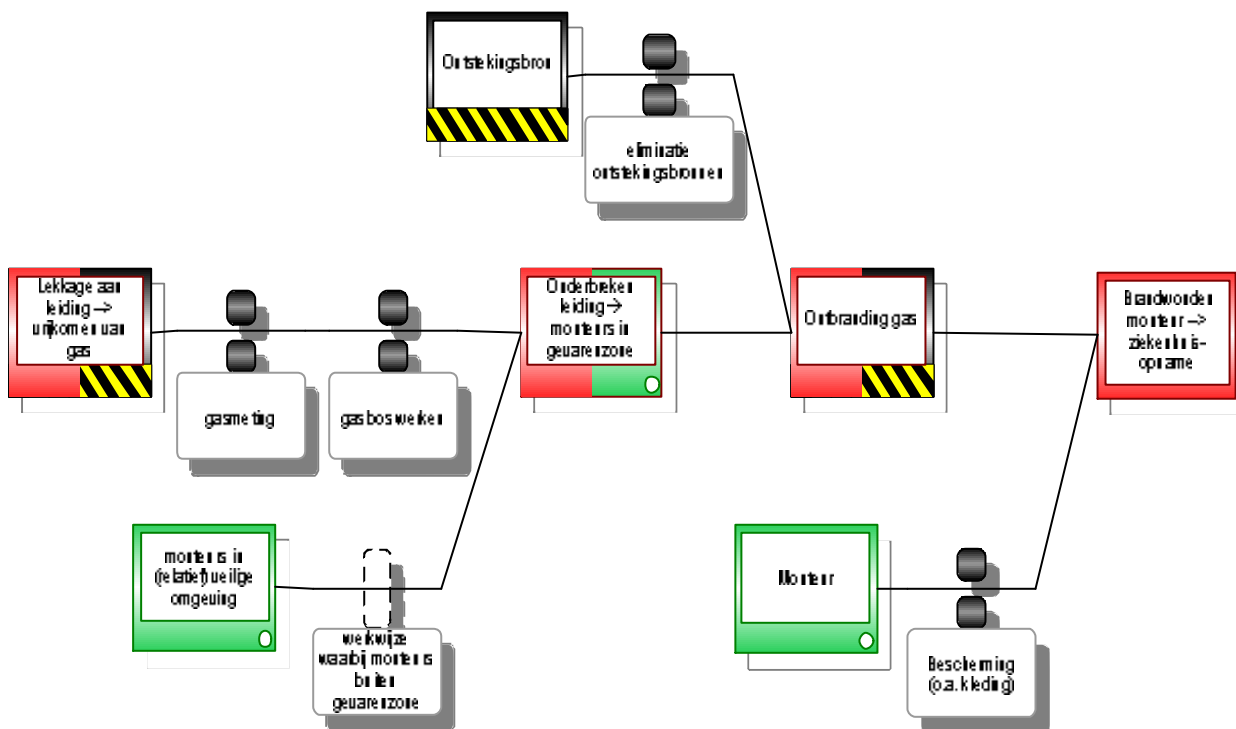 Ontstekingsbron
eliminatie
ontstekingsbronnen
Lekkage aan
leiding ->
vrijkomen van
gas
gasmeting
gasbos werken
Onderbreken
leiding ->
monteurs in
gevarenzone
Ontbranding gas
Brandwonden
monteur ->
ziekenhuis-
opname
monteurs in
(relatief) veilige
omgeving
werkwijze
waarbij monteurs
buiten
gevarenzone
Monteur
Bescherming
(o.a. kleding)